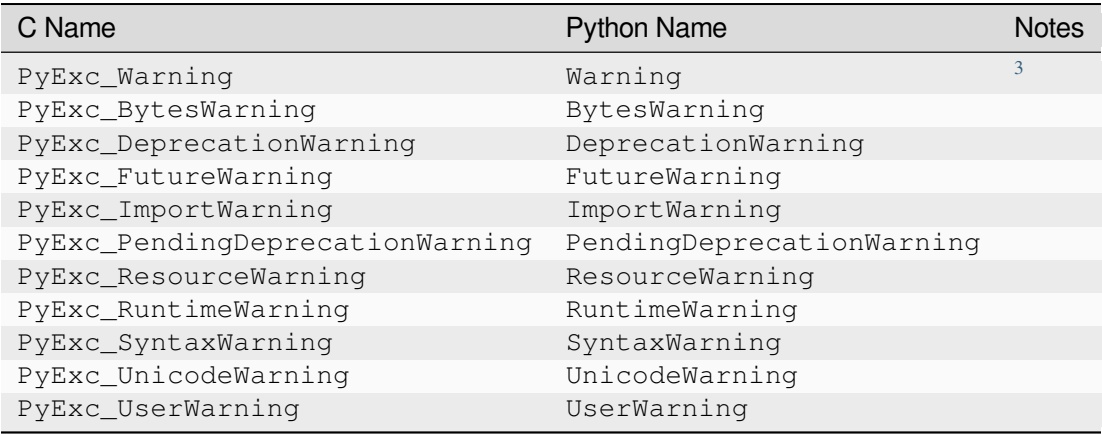 C Name Python Name Notes
PyExc_Warning Warning 3
PyExc_BytesWarning BytesWarning
PyExc_DeprecationWarning DeprecationWarning
PyExc_FutureWarning FutureWarning
PyExc_ImportWarning ImportWarning
PyExc_PendingDeprecationWarning PendingDeprecationWarning
PyExc_ResourceWarning ResourceWarning
PyExc_RuntimeWarning RuntimeWarning
PyExc_SyntaxWarning SyntaxWarning
PyExc_UnicodeWarning UnicodeWarning
PyExc_UserWarning UserWarning